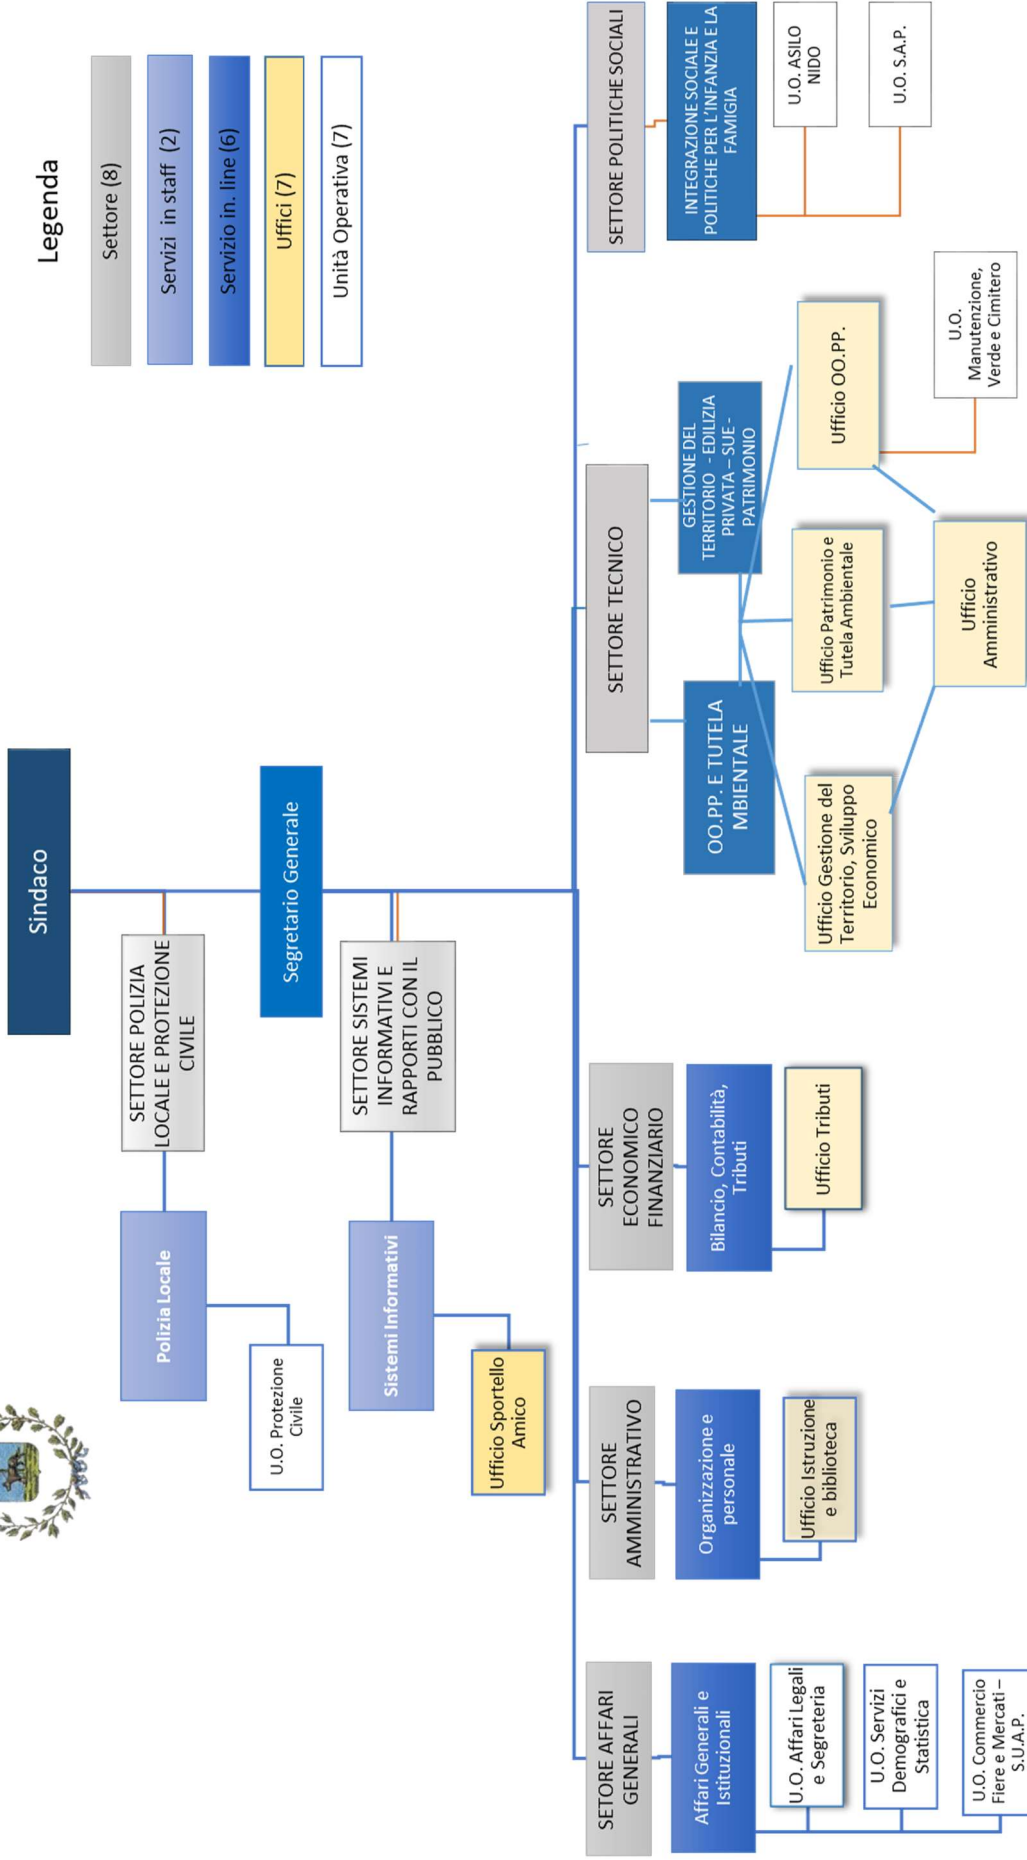 Sindaco
Legenda
Settore (8)
Servizi in staff (2)
Servizio in. line (6)
Uffici (7)
Unità Operativa (7)
SETTORE POLIZIA
LOCALE E PROTEZIONE
CIVILE
Polizia Locale
U.O. Protezione
Civile
Segretario Generale
SETTORE SISTEMI
INFORMATIVI E
RAPPORTI CON IL
PUBBLICO
Sistemi Informativi
Ufficio Sportello
Amico
SETORE AFFARI
GENERALI
Affari Generali e
Istituzionali
U.O. Affari Legali
e Segreteria
U.O. Servizi
Demografici e
Statistica
U.O. Commercio
Fiere e Mercati –
S.U.A.P.
SETTORE
AMMINISTRATIVO
Organizzazione e
personale
Ufficio Istruzione
e biblioteca
SETTORE
ECONOMICO
FINANZIARIO
Bilancio, Contabilità,
Tributi
Ufficio Tributi
SETTORE TECNICO
OO.PP. E TUTELA
MBIENTALE
GESTIONE DEL
TERRITORIO - EDILIZIA
PRIVATA – SUE -
PATRIMONIO
Ufficio Gestione del
Territorio, Sviluppo
Economico
Ufficio Patrimonio e
Tutela Ambientale
Ufficio OO.PP.
Ufficio
Amministrativo
U.O.
Manutenzione,
Verde e Cimitero
SETTORE POLITICHE SOCIALI
INTEGRAZIONE SOCIALE E
POLITICHE PER L'INFANZIA E LA
FAMIGIA
U.O. ASILO
NIDO
U.O. S.A.P.